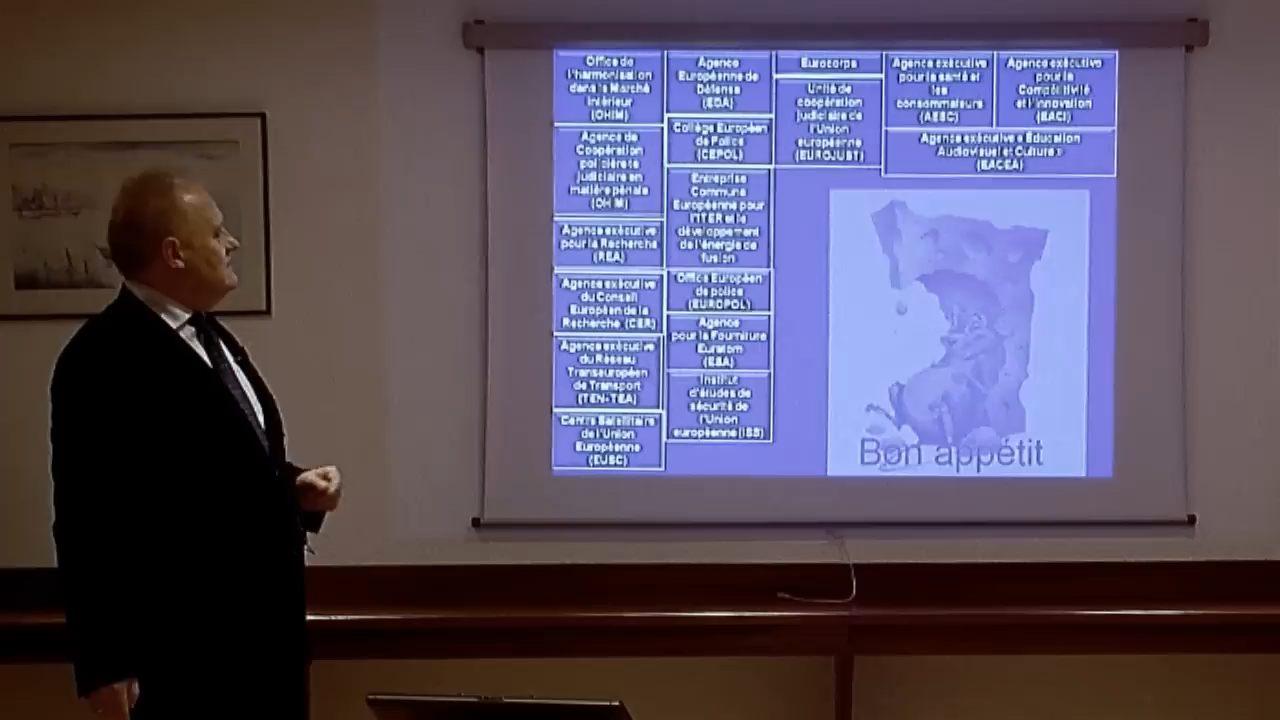 Office de
l'harmonisation
dans le Marché
Intérieur
(OHIM)
Agence de
Coopération
policière te
judiciaire en
matière pénale
(OHIM)
Agence exécutive
pour la Recherche
(REA)
Agence exécutive
du Conseil
Européen de la
Recherche (CER)
Agence exécutive
du Réseau
Transeuropéen
de Transport
(TEN-TEA)
Centre Satellitaire
de l'Union
Européenne
(EUSC)
Agence
Européenne de
Défense
(EDA)
Collège Européen
de Police
(CEPOL)
Entreprise
Commune
Européenne pour
l'ITER et le
développement
de l'énergie de
fusion
Office Européen
de police
(EUROPOL)
Agence
pour la Fourniture
Euratom
(ESA)
Institut
d'études de
sécurité de
l'Union
européenne (ISS)
Eurocorps
Unité de
coopération
judiciaire de
l'Union
européenne
(EUROJUST)
Agence exécutive
pour la santé et
les
consommateurs
(AESC)
Agence exécutive
pour la
Compétitivité
et l'innovation
(EACI)
Agence exécutive « Éducation
Audiovisuel et Culture »
(EACEA)
Bon appétit